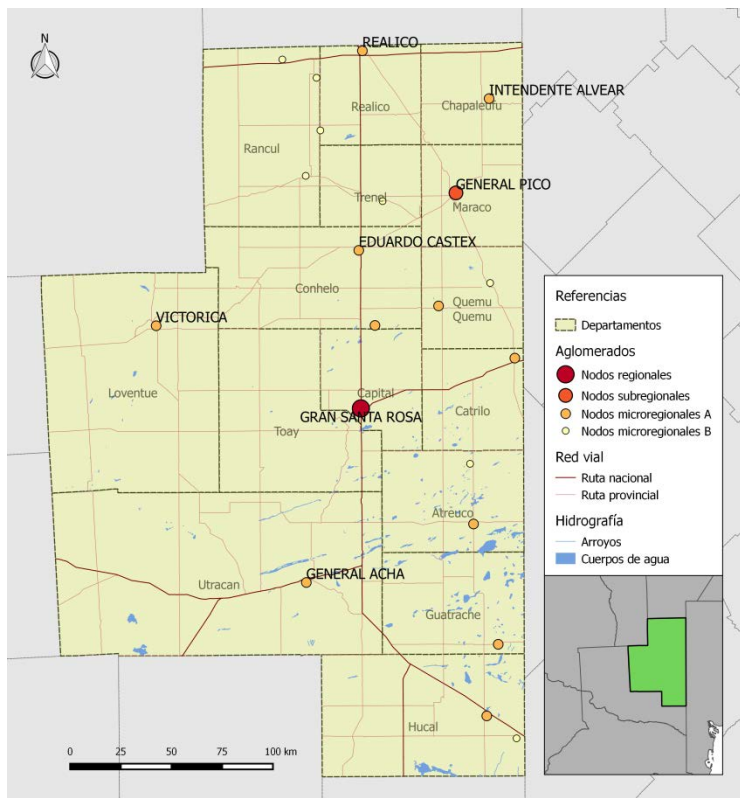 N
REALICO
INTENDENTE ALVEAR
Realico
Chapaleufu
Rancul
GENERAL PICO
Trenel
Maraco
EDUARDO CASTEX
Conhelo
Quemu
Quemu
VICTORICA
Loventue
Capital
GRAN SANTA ROSA
Catrilo
Toay
Atreuco
Utracan
GENERAL ACHA
Guatrache
Hucal
0 25 50 75 100 km
Referencias
Departamentos
Aglomerados
Nodos regionales
Nodos subregionales
Nodos microregionales A
Nodos microregionales B
Red vial
Ruta nacional
Ruta provincial
Hidrografía
Arroyos
Cuerpos de agua